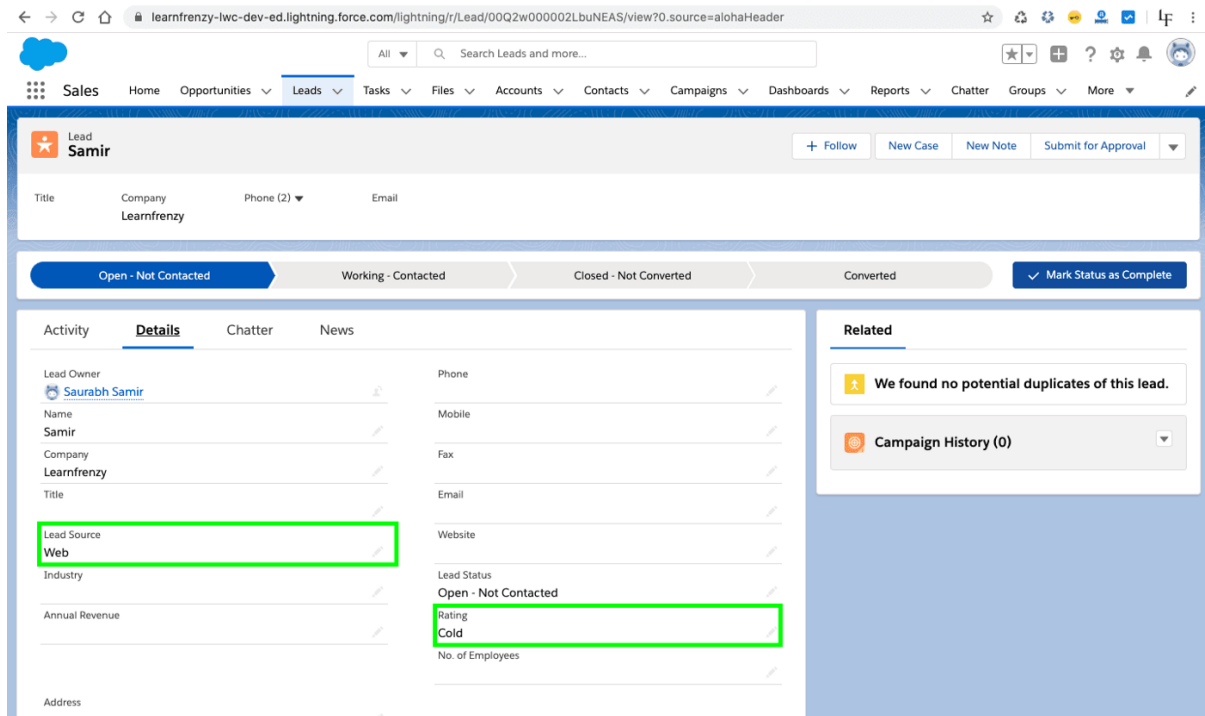 learnfrenzy-lwc-dev-ed.lightning.force.com/lightning/r/Lead/00Q2w000002LbuNEAS/view?0.source=alohaHeader
All Search Leads and more...
Sales Home Opportunities Leads Tasks Files Accounts Contacts Campaigns Dashboards Reports Chatter Groups More
Lead
Samir
+ Follow New Case New Note Submit for Approval
Title Company Phone (2) Email
Learnfrenzy
Open - Not Contacted Working - Contacted Closed - Not Converted Converted Mark Status as Complete
Activity Details Chatter News
Lead Owner Phone
Saurabh Samir
Name Mobile
Samir
Company Fax
Learnfrenzy
Title Email
Lead Source Website
Web
Industry Lead Status
Open - Not Contacted
Annual Revenue Rating
Cold
No. of Employees
Address
Related
We found no potential duplicates of this lead.
Campaign History (0)